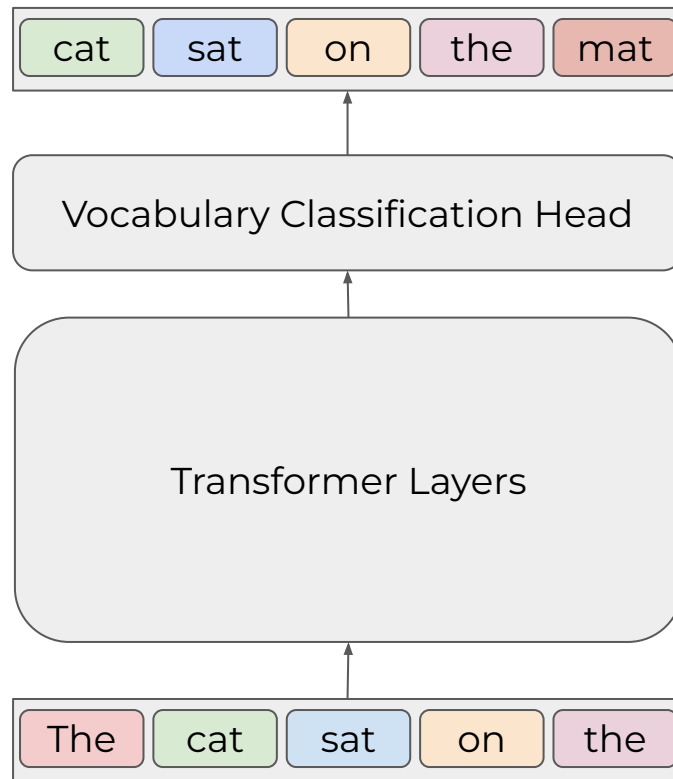 cat sat on the mat
Vocabulary Classification Head
Transformer Layers
The cat sat on the